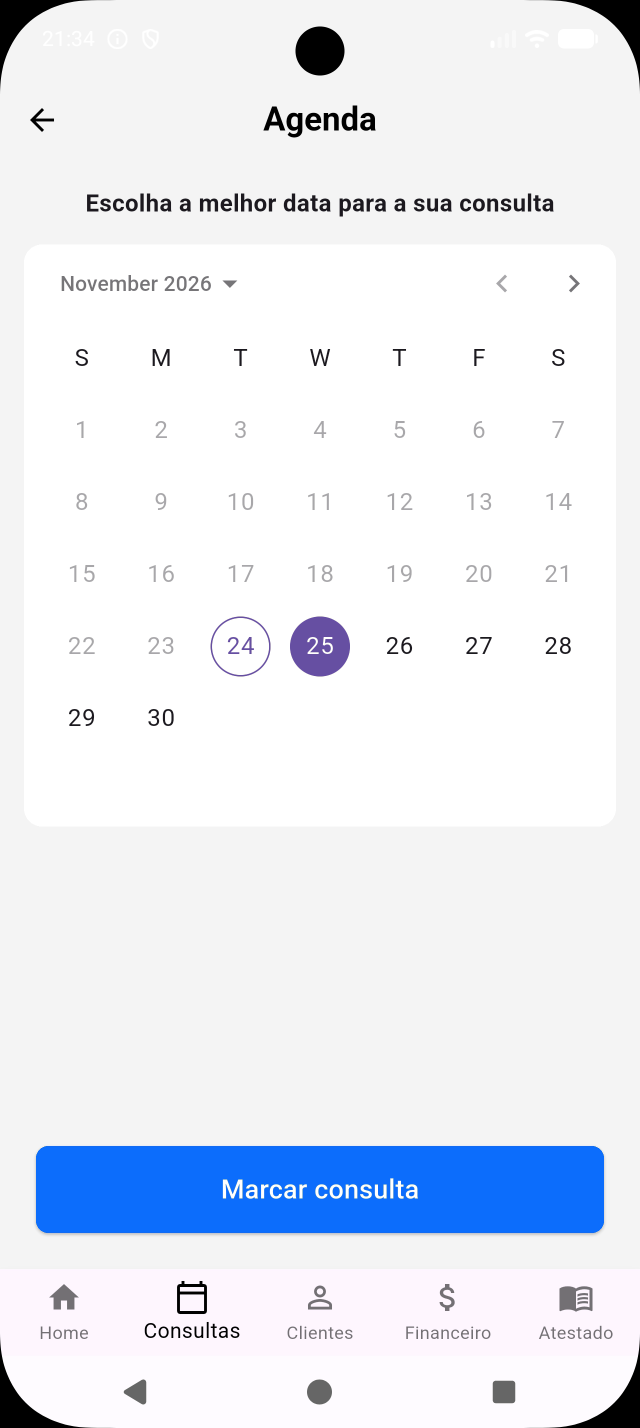 21:34
Agenda
Escolha a melhor data para a sua consulta
November 2026
S M T W T F S
1 2 3 4 5 6 7
8 9 10 11 12 13 14
15 16 17 18 19 20 21
22 23 24 25 26 27 28
29 30
Marcar consulta
Home Consultas Clientes Financeiro Atestado